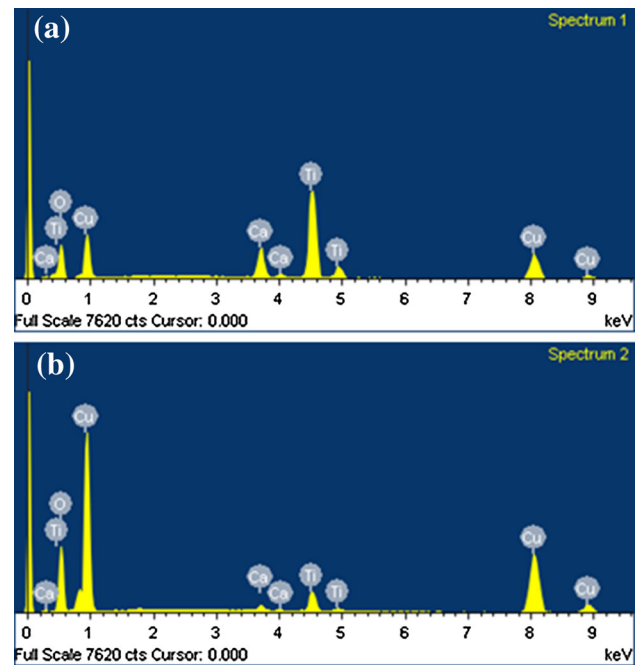 (a)
Spectrum 1
Ca Ti O Cu Ca Ca Ti Ti Cu Cu
0 1 2 3 4 5 6 7 8 9
Full Scale 7620 cts Cursor: 0.000 keV
(b)
Spectrum 2
Ca Ti O Cu Ca Ca Ti Ti Cu Cu
0 1 2 3 4 5 6 7 8 9
Full Scale 7620 cts Cursor: 0.000 keV